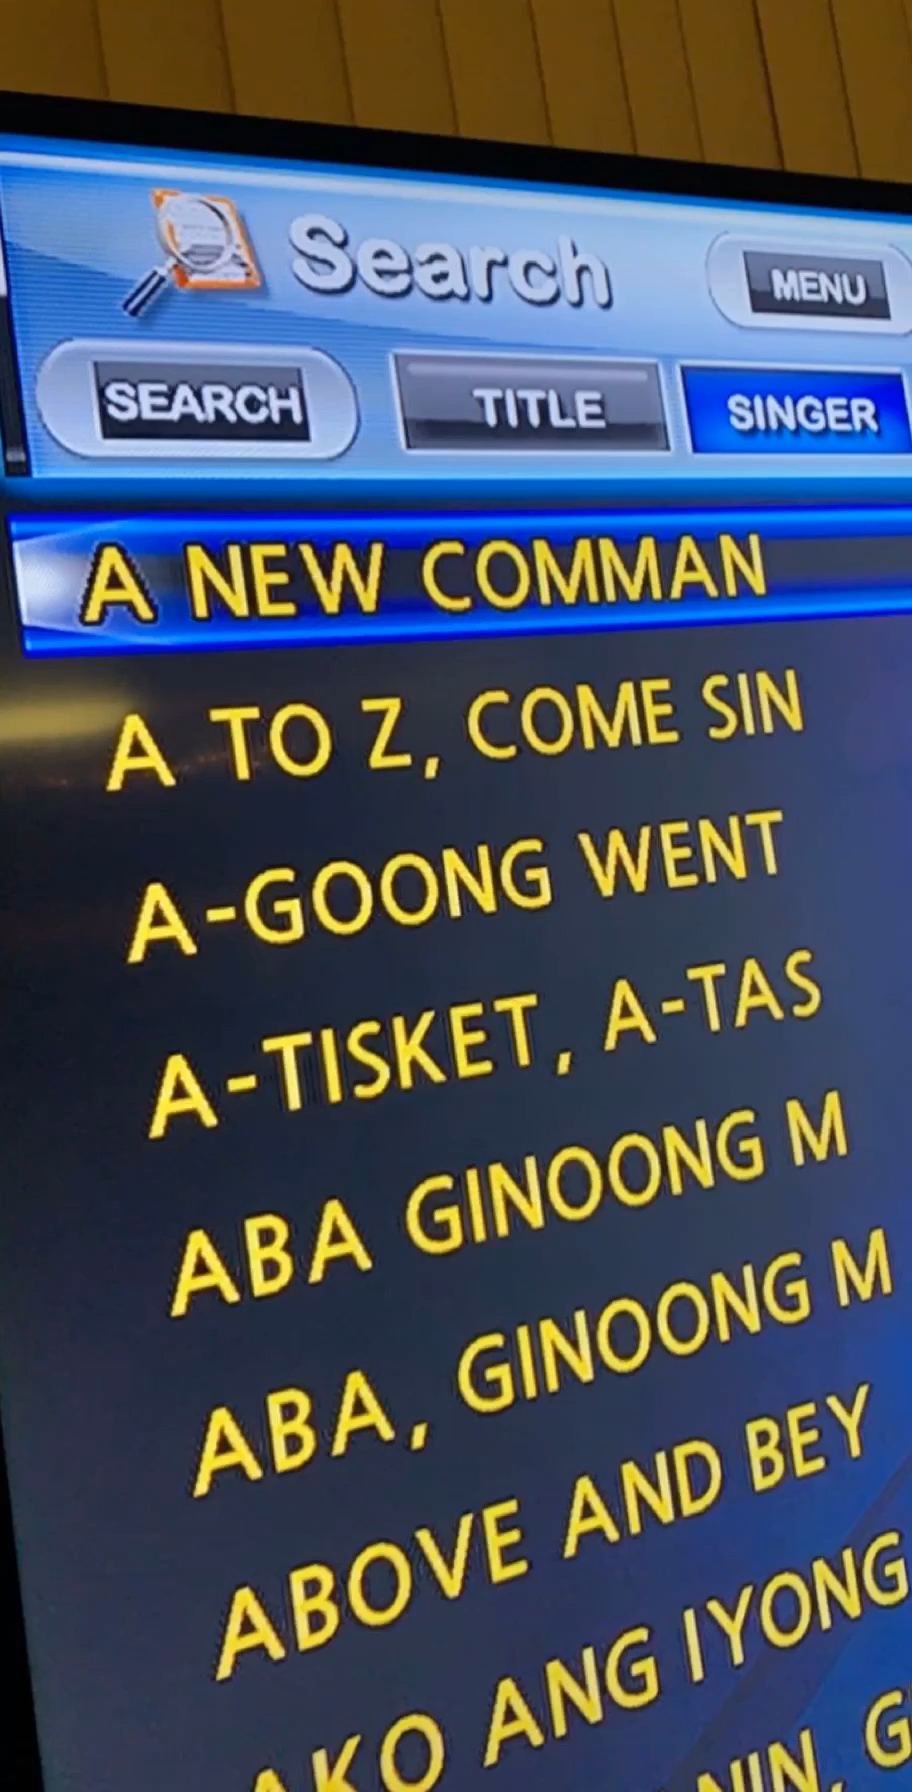 Search
MENU
SEARCH
TITLE
SINGER
A NEW COMMAN
A TO Z, COME SIN
A-GOONG WENT
A-TISKET, A-TAS
ABA GINOONG M
ABA, GINOONG M
ABOVE AND BEY
AKO ANG IYONG